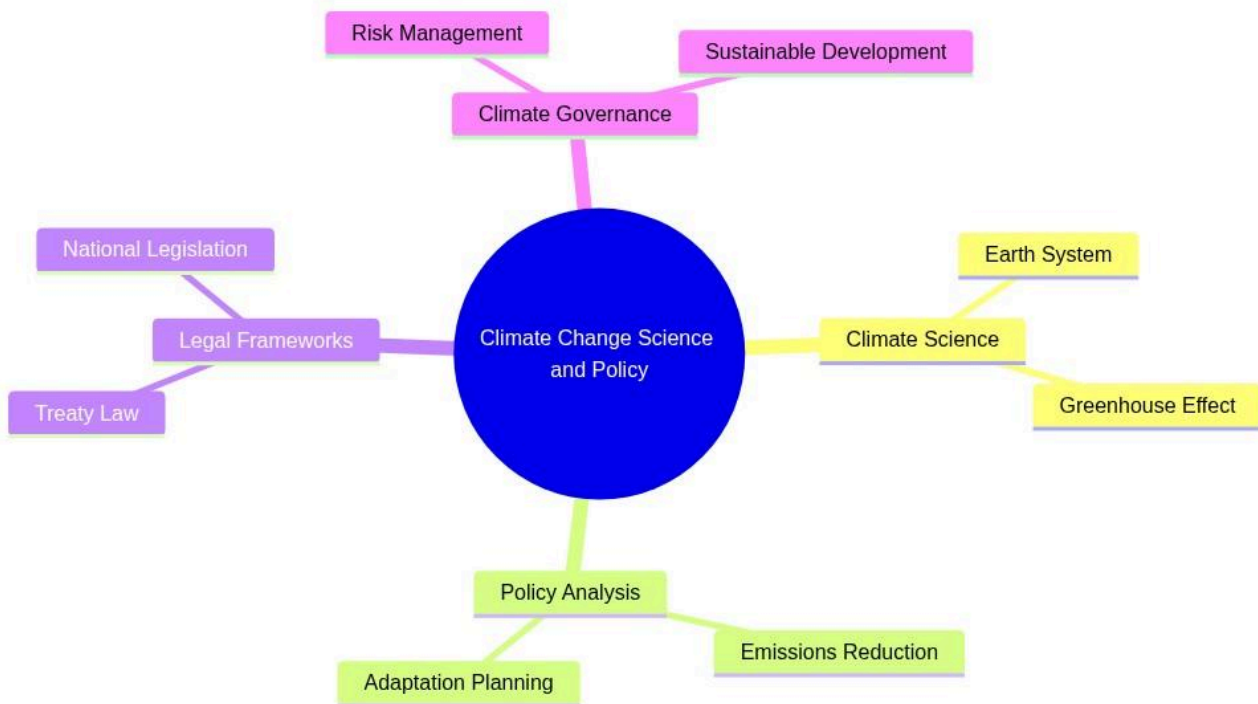 Risk Management
Sustainable Development
Climate Governance
National Legislation
Earth System
Legal Frameworks
Climate Change Science
and Policy
Climate Science
Treaty Law
Greenhouse Effect
Policy Analysis
Emissions Reduction
Adaptation Planning